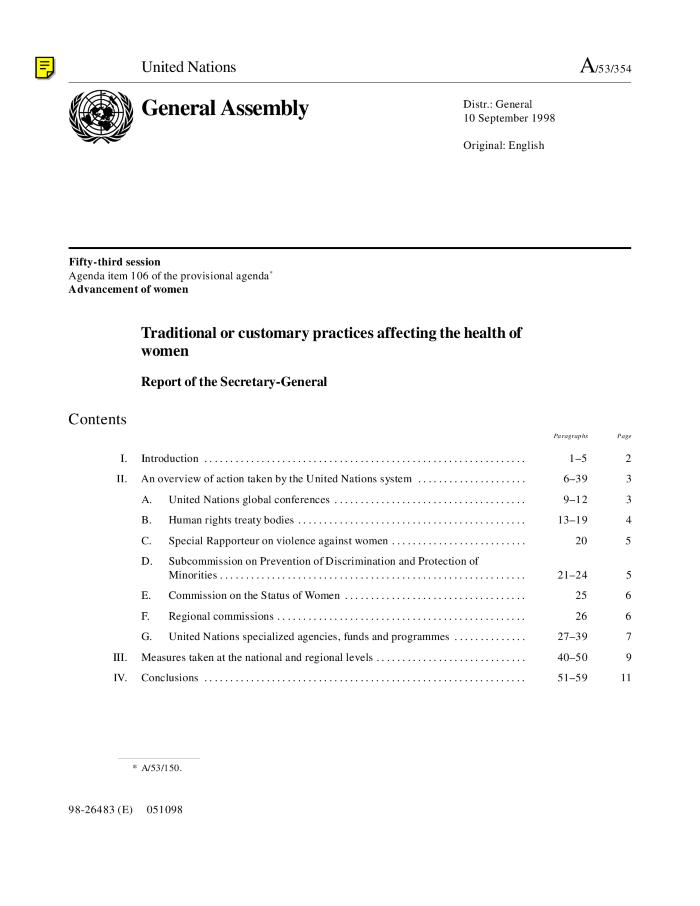 United Nations A/53/354
General Assembly
Distr.: General
10 September 1998
Original: English
Fifty-third session
Agenda item 106 of the provisional agenda*
Advancement of women
Traditional or customary practices affecting the health of
women
Report of the Secretary-General
Contents
Paragraphs Page
I. Introduction ............................................................... 1–5 2
II. An overview of action taken by the United Nations system ..................... 6–39 3
A. United Nations global conferences ..................................... 9–12 3
B. Human rights treaty bodies ............................................ 13–19 4
C. Special Rapporteur on violence against women .......................... 20 5
D. Subcommission on Prevention of Discrimination and Protection of
Minorities ........................................................... 21–24 5
E. Commission on the Status of Women ................................... 25 6
F. Regional commissions ................................................ 26 6
G. United Nations specialized agencies, funds and programmes .............. 27–39 7
III. Measures taken at the national and regional levels ............................. 40–50 9
IV. Conclusions ............................................................... 51–59 11
* A/53/150.
98-26483 (E) 051098